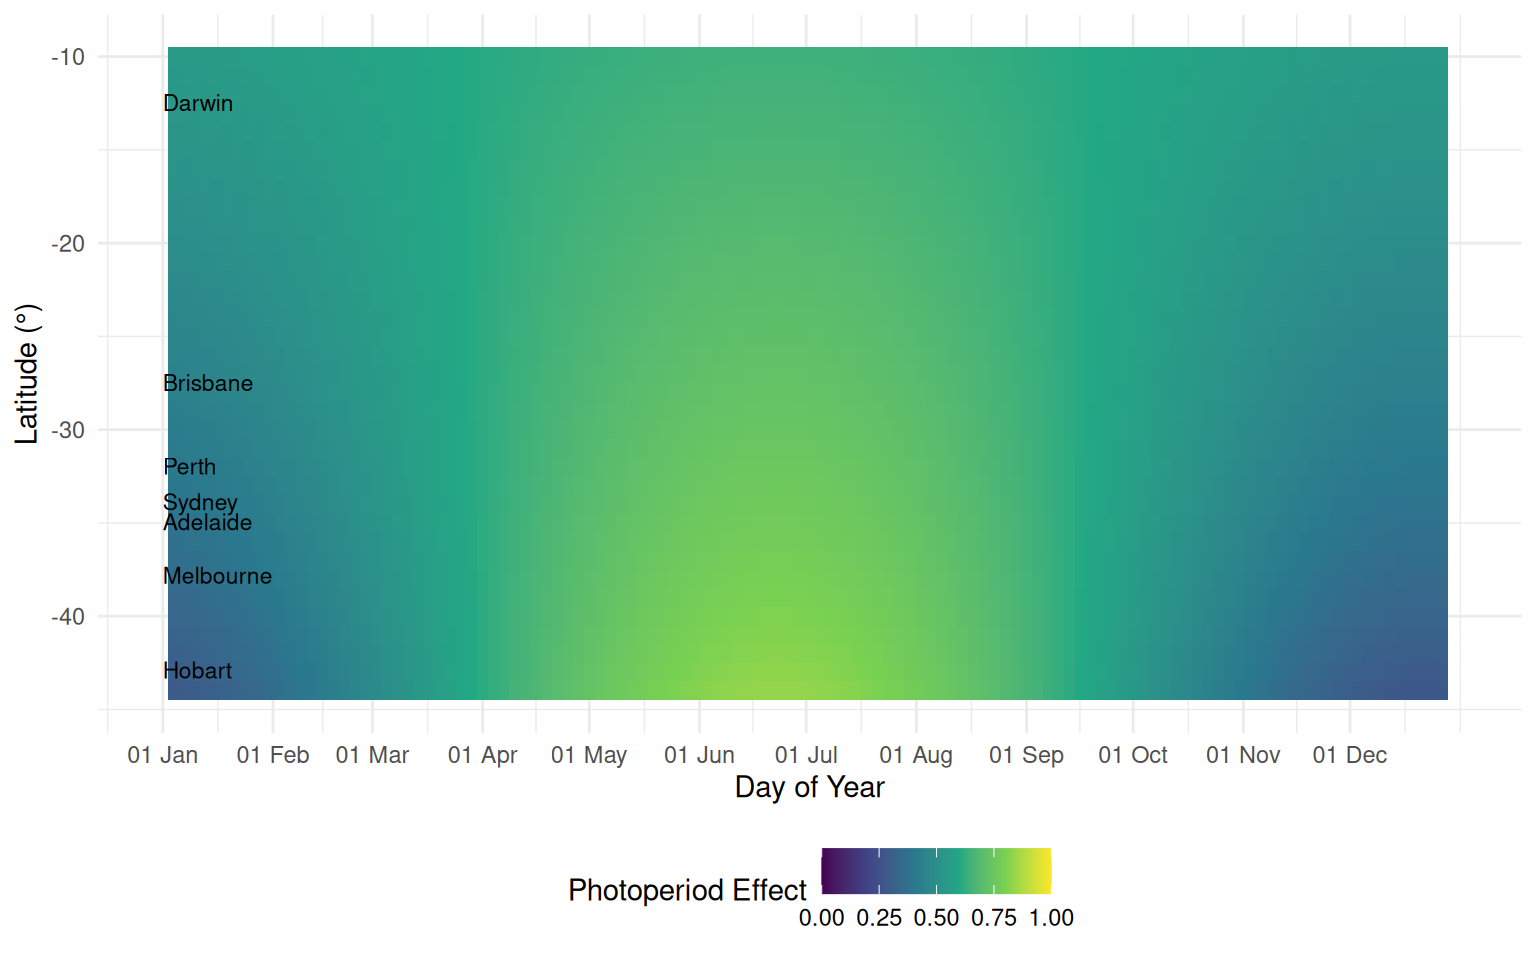 -10
Darwin
-20
Latitude (°)
Brisbane
-30
Perth
Sydney
Adelaide
Melbourne
-40
Hobart
01 Jan 01 Feb 01 Mar 01 Apr 01 May 01 Jun 01 Jul 01 Aug 01 Sep 01 Oct 01 Nov 01 Dec
Day of Year
Photoperiod Effect
0.00 0.25 0.50 0.75 1.00